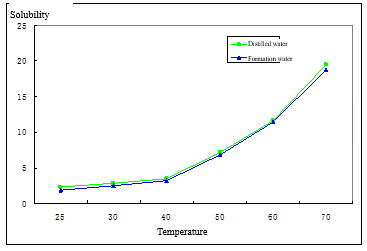 Solubility
25
20
15
10
5
0
Distilled water
Formation water
25 30 40 50 60 70
Temperature